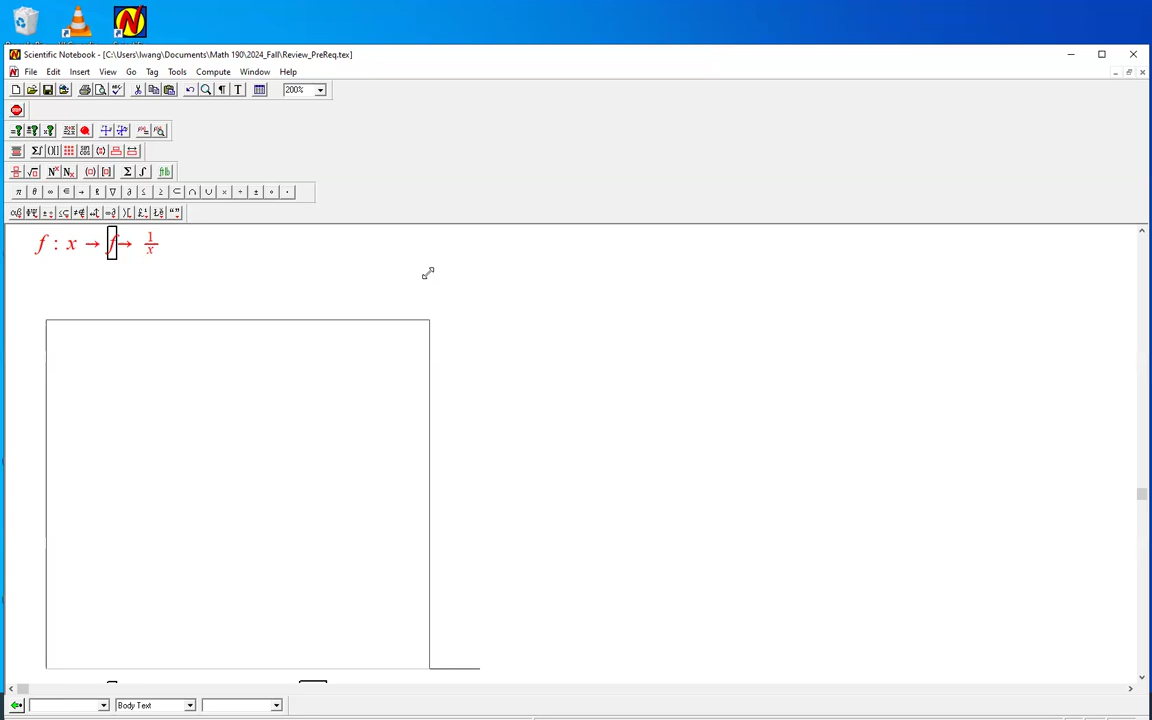 Scientific Notebook - [C:\Users\lwang\Documents\Math 190\2024_Fall\Review_PreReq.tex]
File Edit Insert View Go Tag Tools Compute Window Help
200%
f : x → f → 1/x
Body Text